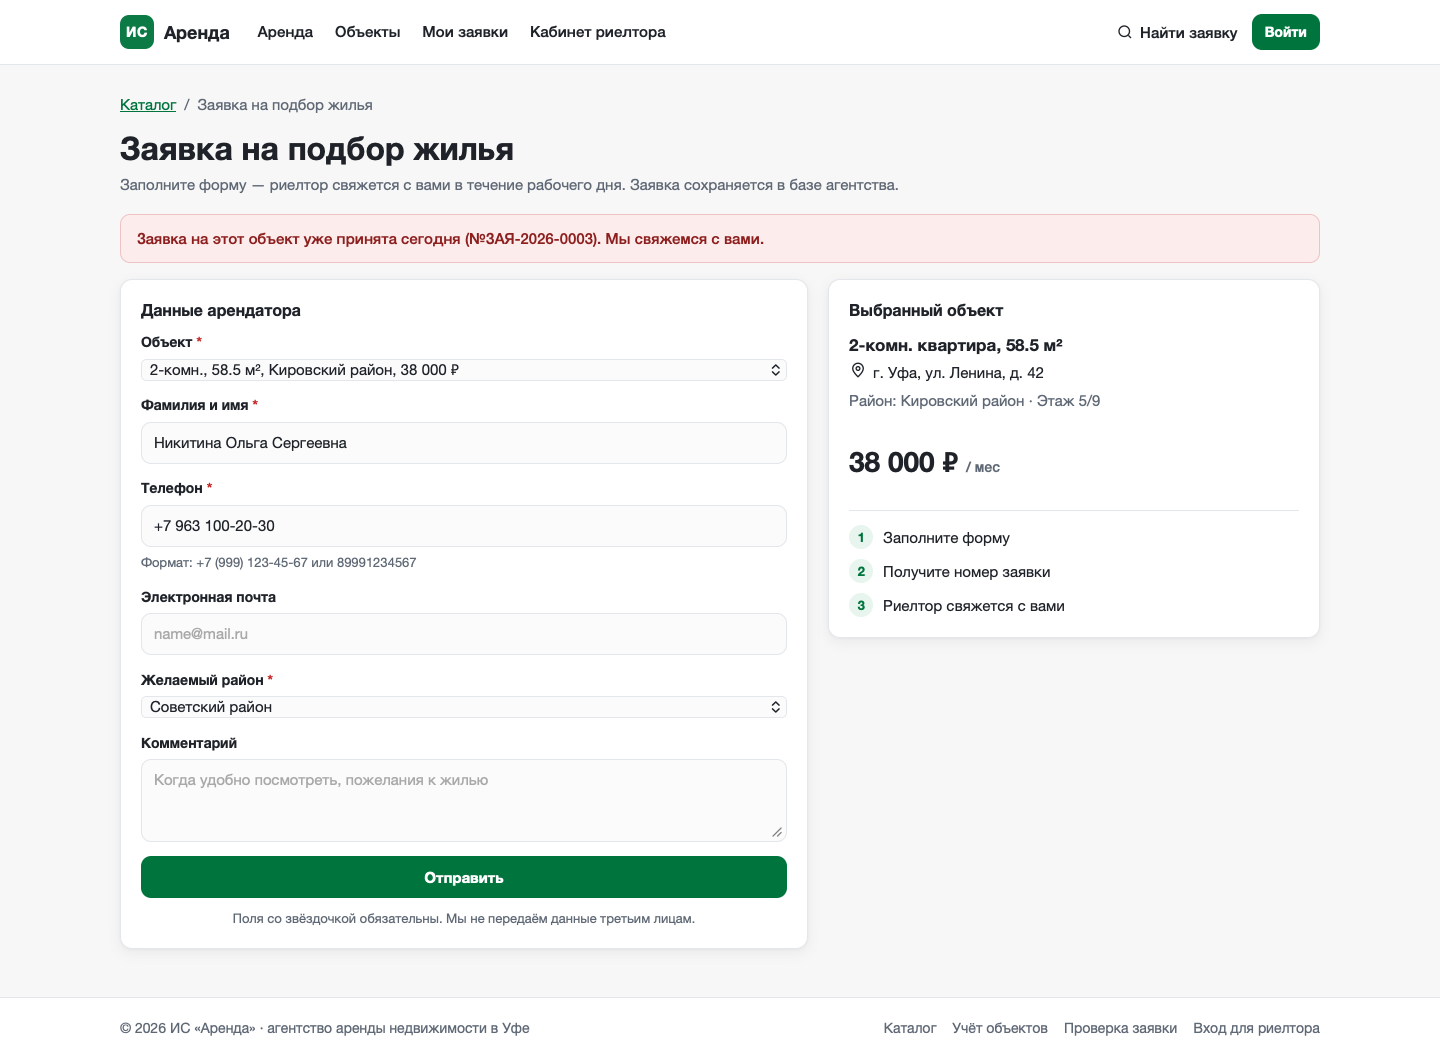 ИС Аренда Аренда Объекты Мои заявки Кабинет риелтора Найти заявку Войти
Каталог / Заявка на подбор жилья
Заявка на подбор жилья
Заполните форму — риелтор свяжется с вами в течение рабочего дня. Заявка сохраняется в базе агентства.
Заявка на этот объект уже принята сегодня (№ЗАЯ-2026-0003). Мы свяжемся с вами.
Данные арендатора
Объект *
2-комн., 58.5 м², Кировский район, 38 000 ₽
Фамилия и имя *
Никитина Ольга Сергеевна
Телефон *
+7 963 100-20-30
Формат: +7 (999) 123-45-67 или 89991234567
Электронная почта
name@mail.ru
Желаемый район *
Советский район
Комментарий
Когда удобно посмотреть, пожелания к жилью
Отправить
Поля со звёздочкой обязательны. Мы не передаём данные третьим лицам.
Выбранный объект
2-комн. квартира, 58.5 м²
г. Уфа, ул. Ленина, д. 42
Район: Кировский район · Этаж 5/9
38 000 ₽ / мес
1 Заполните форму
2 Получите номер заявки
3 Риелтор свяжется с вами
© 2026 ИС «Аренда» · агентство аренды недвижимости в Уфе
Каталог Учёт объектов Проверка заявки Вход для риелтора